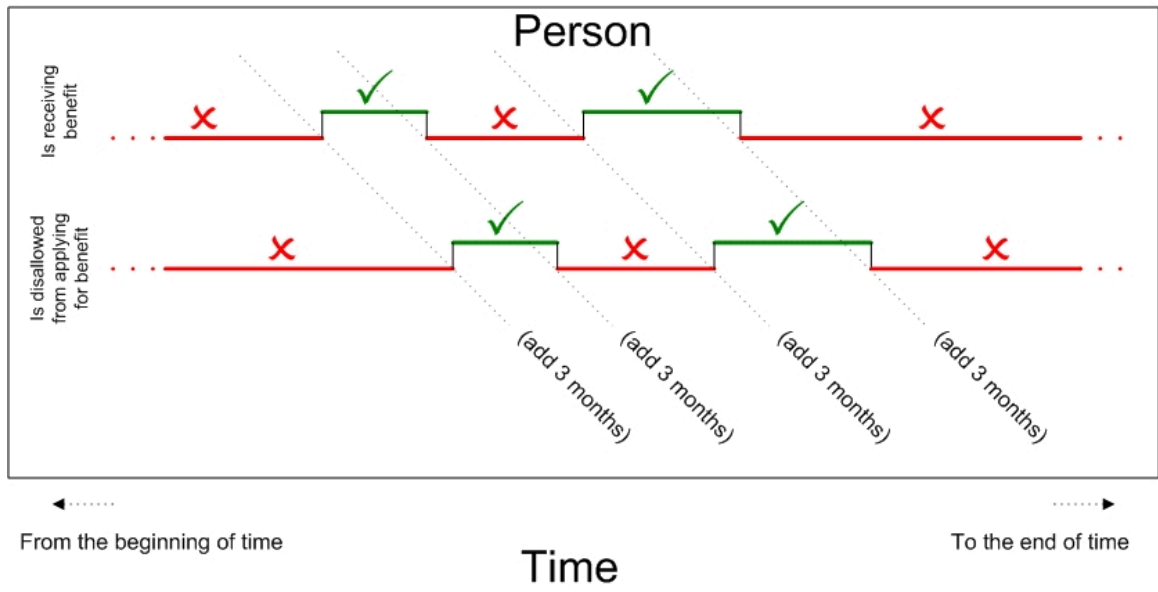 Person
Is receiving
benefit
Is disallowed
from applying
for benefit
(add 3 months)
(add 3 months)
(add 3 months)
(add 3 months)
From the beginning of time
To the end of time
Time